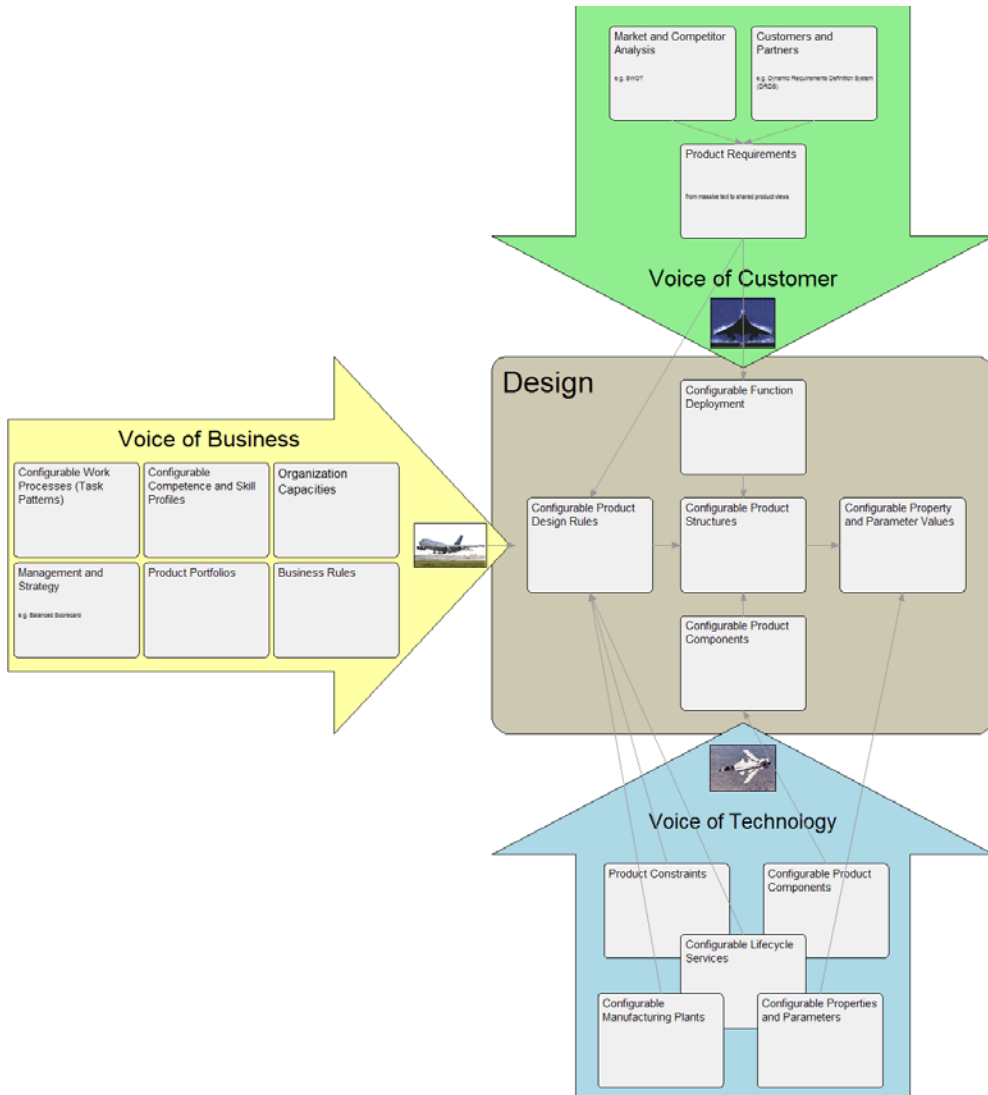 Market and Competitor
Analysis
e.g. SWOT
Customers and
Partners
e.g. Dynamic Requirements Definition System
(DRDS)
Product Requirements
from massive text to shared product views
Voice of Customer
Design
Configurable Function
Deployment
Voice of Business
Configurable Work
Processes (Task
Patterns)
Configurable
Competence and Skill
Profiles
Organization
Capacities
Management and
Strategy
e.g. Balanced Scorecard
Product Portfolios
Business Rules
Configurable Product
Design Rules
Configurable Product
Structures
Configurable Property
and Parameter Values
Configurable Product
Components
Voice of Technology
Product Constraints
Configurable Product
Components
Configurable Lifecycle
Services
Configurable
Manufacturing Plants
Configurable Properties
and Parameters